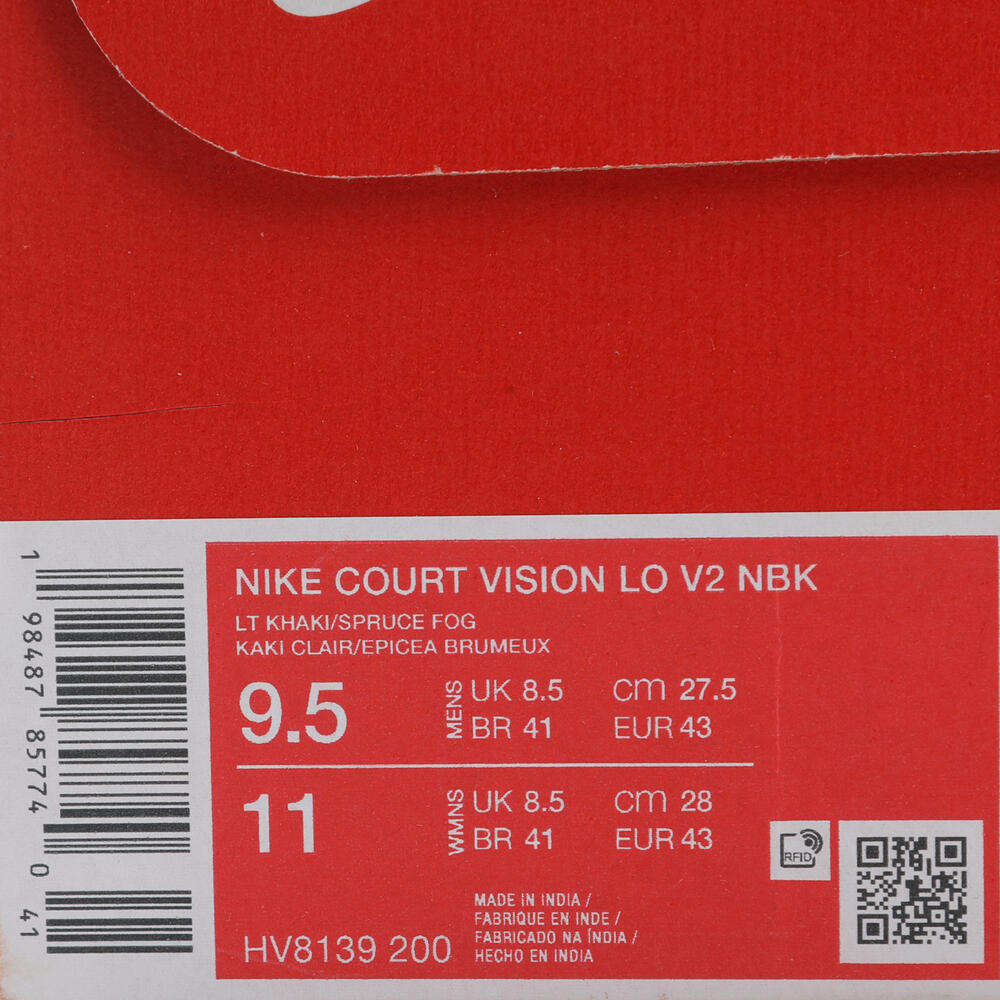 NIKE COURT VISION LO V2 NBK
LT KHAKI/SPRUCE FOG
KAKI CLAIR/EPICEA BRUMEUX
9.5 MENS UK 8.5 cm 27.5
BR 41 EUR 43
11 WMNS UK 8.5 cm 28
BR 41 EUR 43
RFID
MADE IN INDIA /
FABRIQUE EN INDE /
FABRICADO NA ÍNDIA /
HECHO EN INDIA
HV8139 200
1 98487 85774 0 41